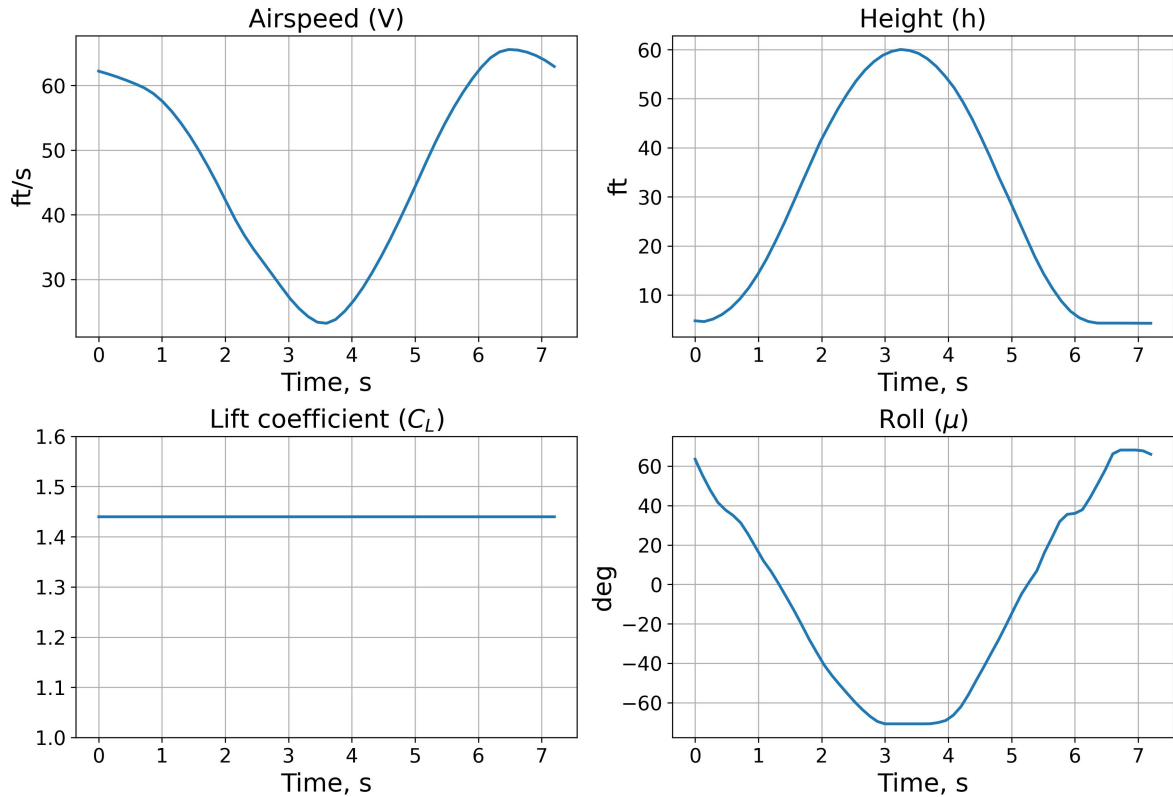 Airspeed (V)
60
50
40
30
ft/s
0 1 2 3 4 5 6 7
Time, s
Height (h)
60
50
40
30
20
10
ft
0 1 2 3 4 5 6 7
Time, s
Lift coefficient (C_L)
1.6
1.5
1.4
1.3
1.2
1.1
1.0
0 1 2 3 4 5 6 7
Time, s
Roll (μ)
60
40
20
0
−20
−40
−60
deg
0 1 2 3 4 5 6 7
Time, s